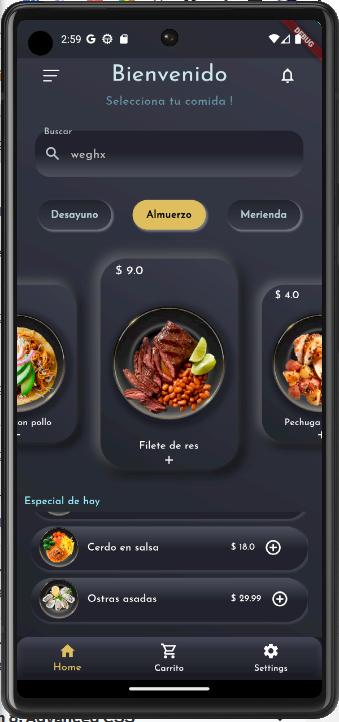 2:59 G
DEBUG
Bienvenido
Selecciona tu comida !
Buscar
weghx
Desayuno
Almuerzo
Merienda
$ 9.0
$ 4.0
on pollo
Filete de res
+
Pechuga
Especial de hoy
Cerdo en salsa
$ 18.0
Ostras asadas
$ 29.99
Home
Carrito
Settings